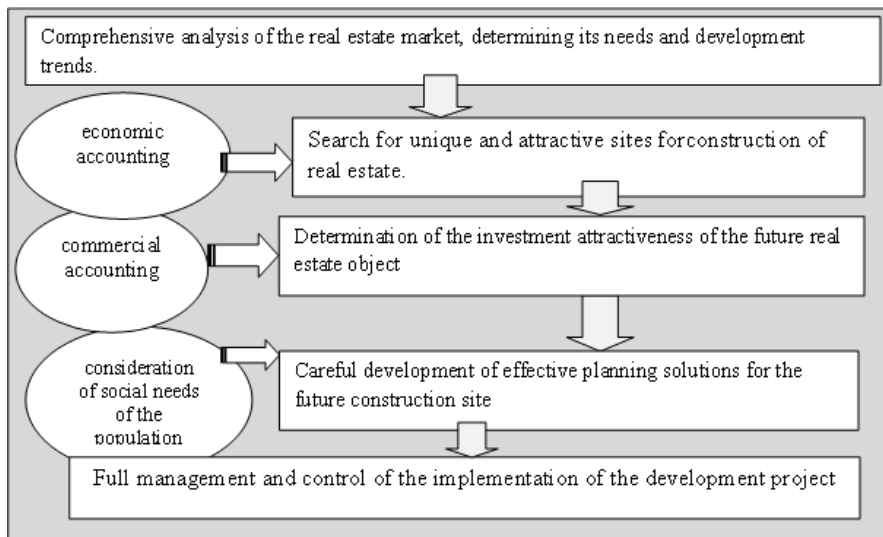 Comprehensive analysis of the real estate market, determining its needs and development
trends.
economic
accounting
Search for unique and attractive sites forconstruction of
real estate.
commercial
accounting
Determination of the investment attractiveness of the future real
estate object
consideration
of social needs
of the
population
Careful development of effective planning solutions for the
future construction site
Full management and control of the implementation of the development project